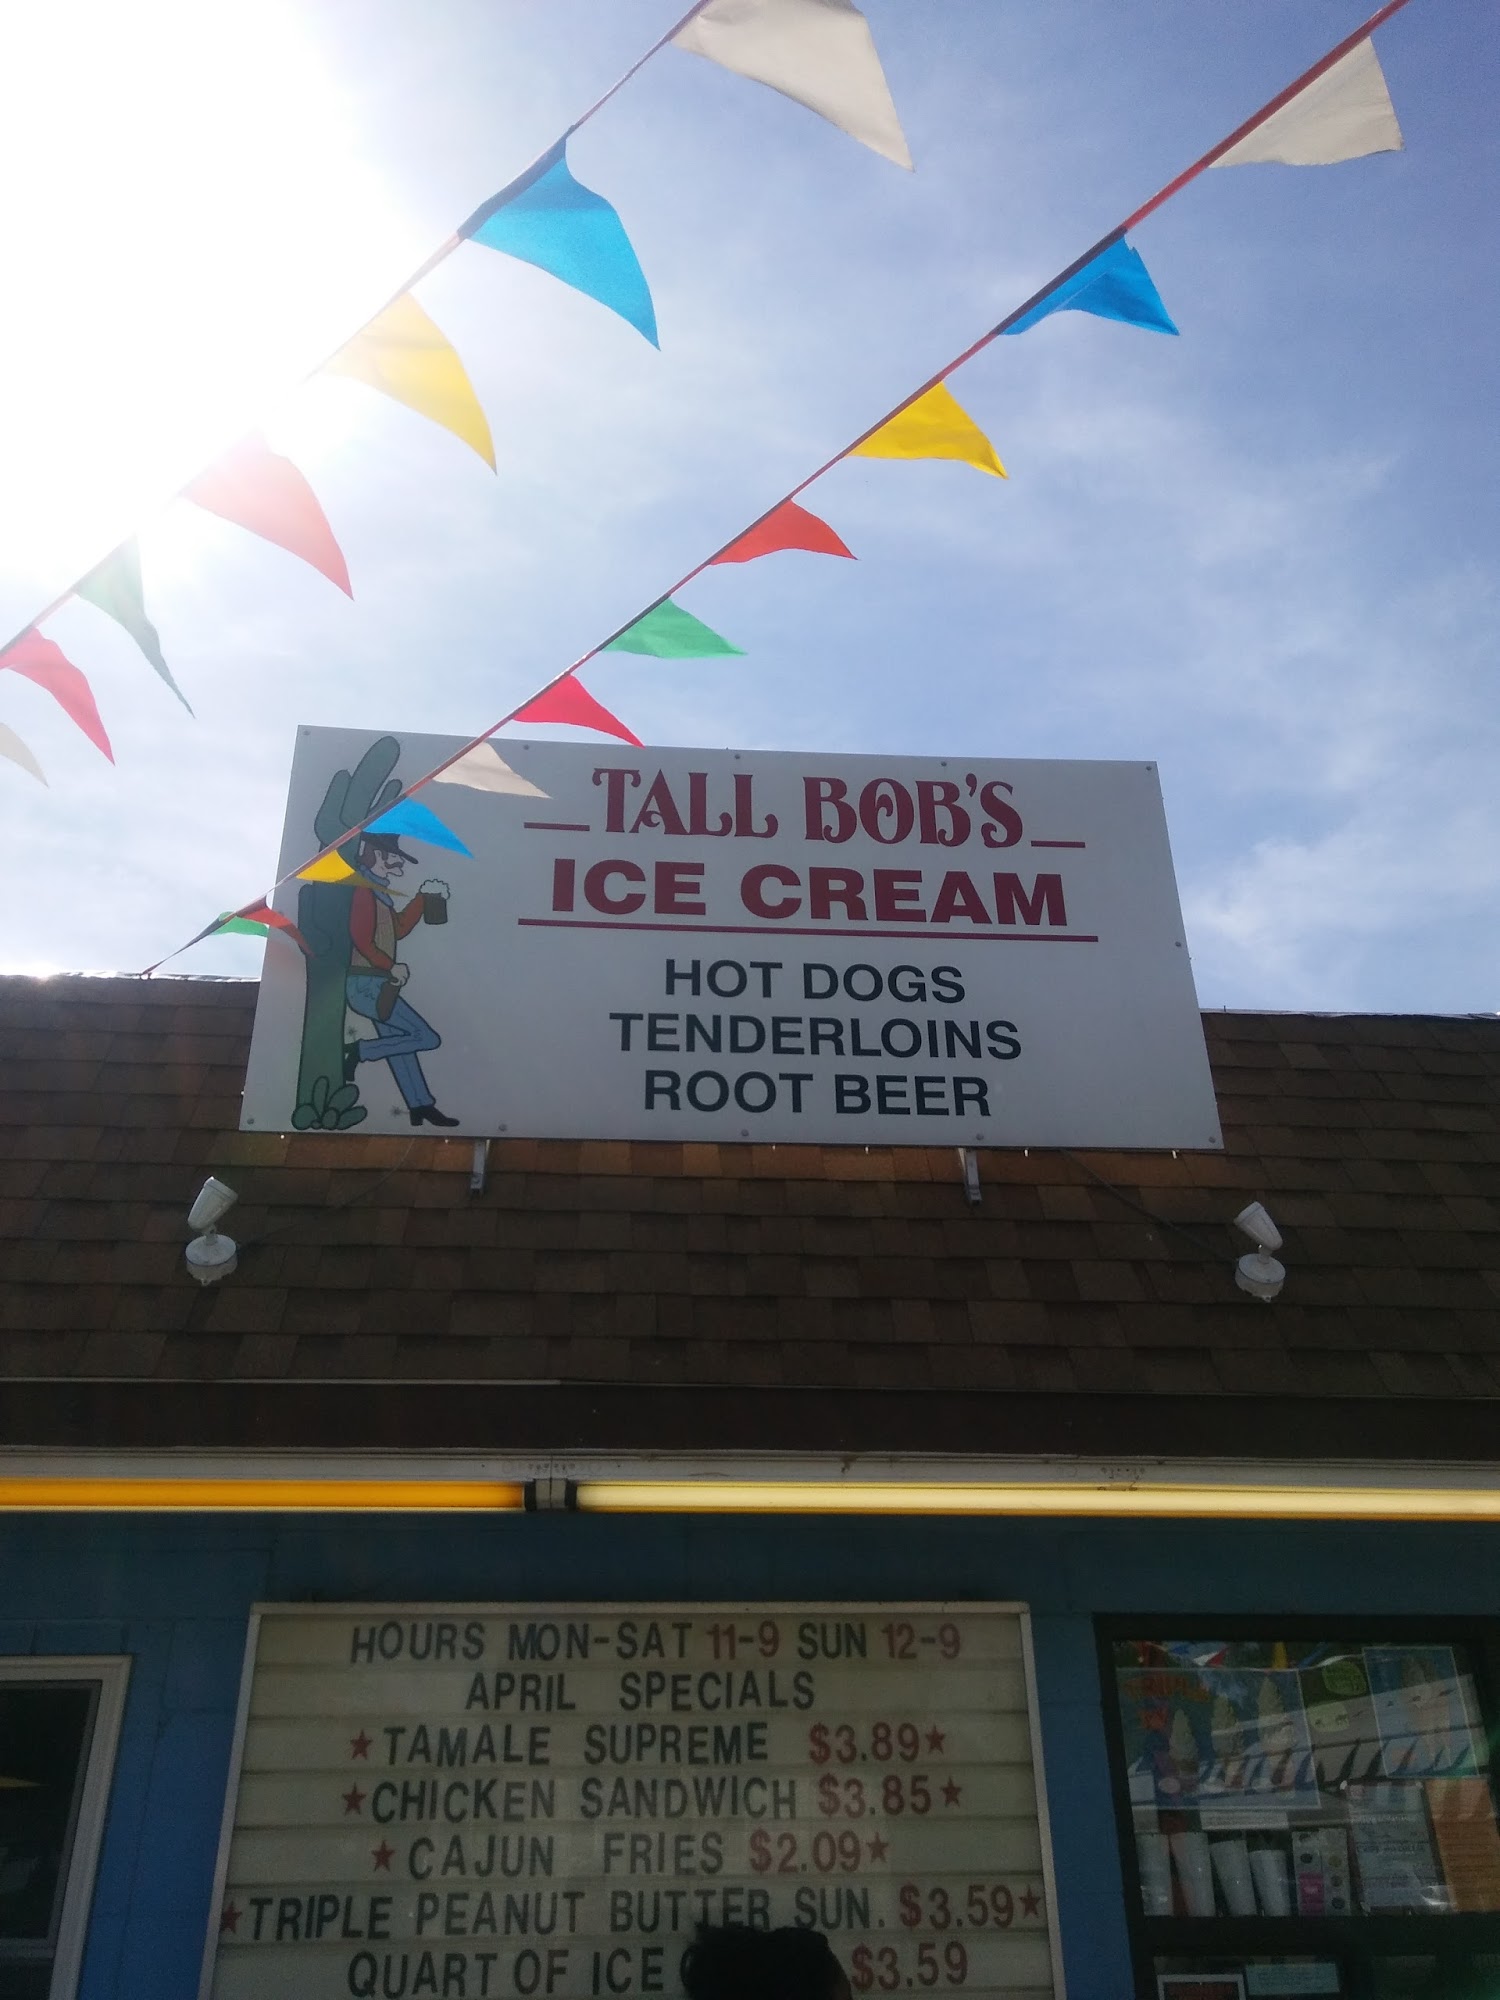 TALL BOB'S
ICE CREAM
HOT DOGS
TENDERLOINS
ROOT BEER
HOURS MON-SAT 11-9 SUN 12-9
APRIL SPECIALS
★TAMALE SUPREME $3.89★
★CHICKEN SANDWICH $3.85★
★CAJUN FRIES $2.09★
★TRIPLE PEANUT BUTTER SUN. $3.59★
QUART OF ICE $3.59